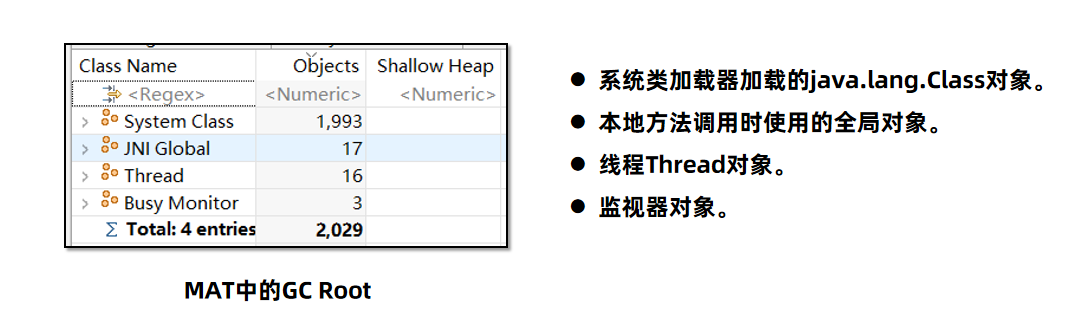 Class Name Objects Shallow Heap
<Regex> <Numeric> <Numeric>
System Class 1,993
JNI Global 17
Thread 16
Busy Monitor 3
Σ Total: 4 entries 2,029
MAT中的GC Root
● 系统类加载器加载的java.lang.Class对象。
● 本地方法调用时使用的全局对象。
● 线程Thread对象。
● 监视器对象。